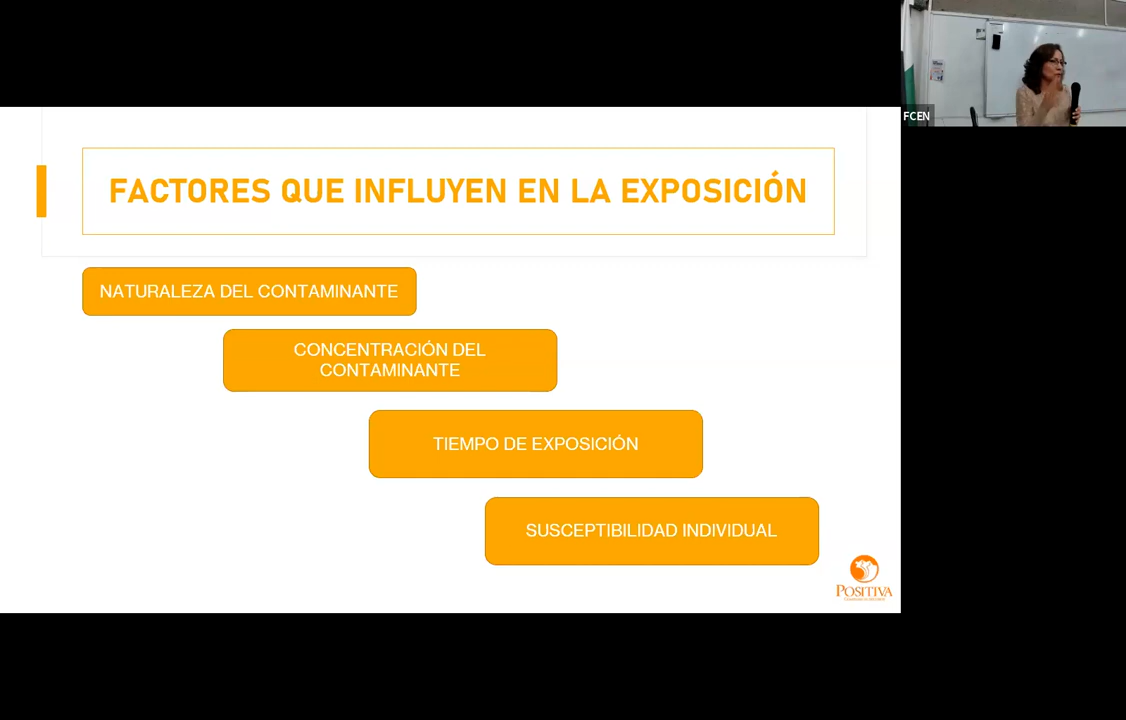 FCEN
FACTORES QUE INFLUYEN EN LA EXPOSICIÓN
NATURALEZA DEL CONTAMINANTE
CONCENTRACIÓN DEL
CONTAMINANTE
TIEMPO DE EXPOSICIÓN
SUSCEPTIBILIDAD INDIVIDUAL
POSITIVA